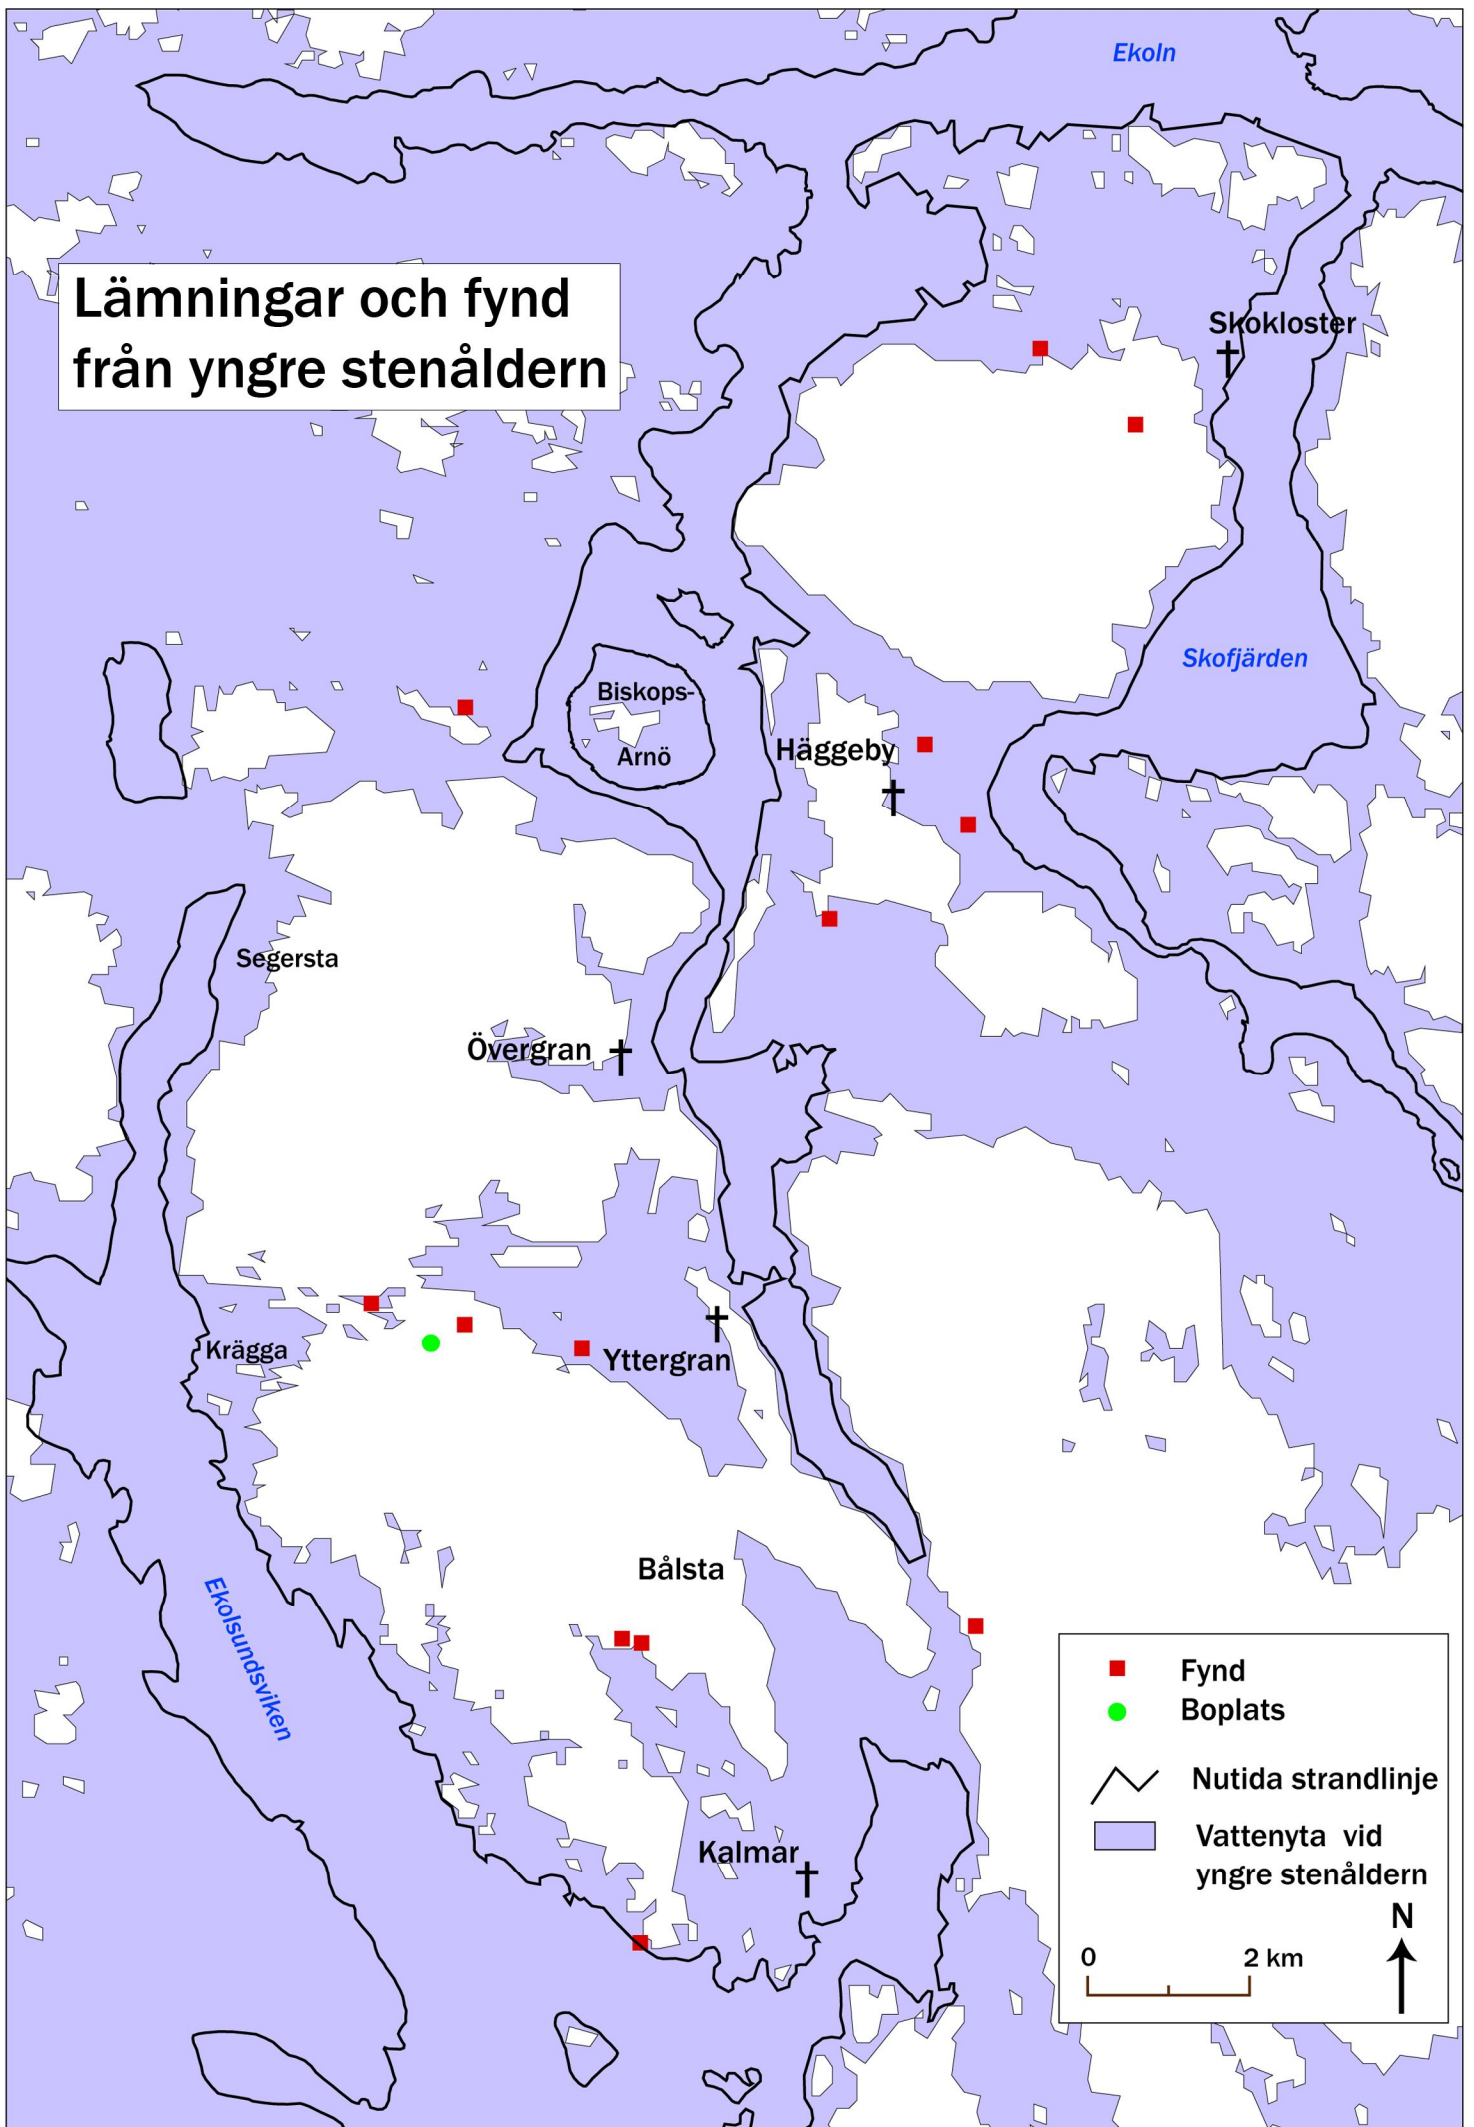 Ekoln
Lämningar och fynd
från yngre stenåldern
Skokloster
Skofjärden
Biskops-
Arnö
Häggeby
Segersta
Övergran
Krägga
Yttergran
Bålsta
Ekolsundsviken
Kalmar
Fynd
Boplats
Nutida strandlinje
Vattenyta vid
yngre stenåldern
N
0 2 km